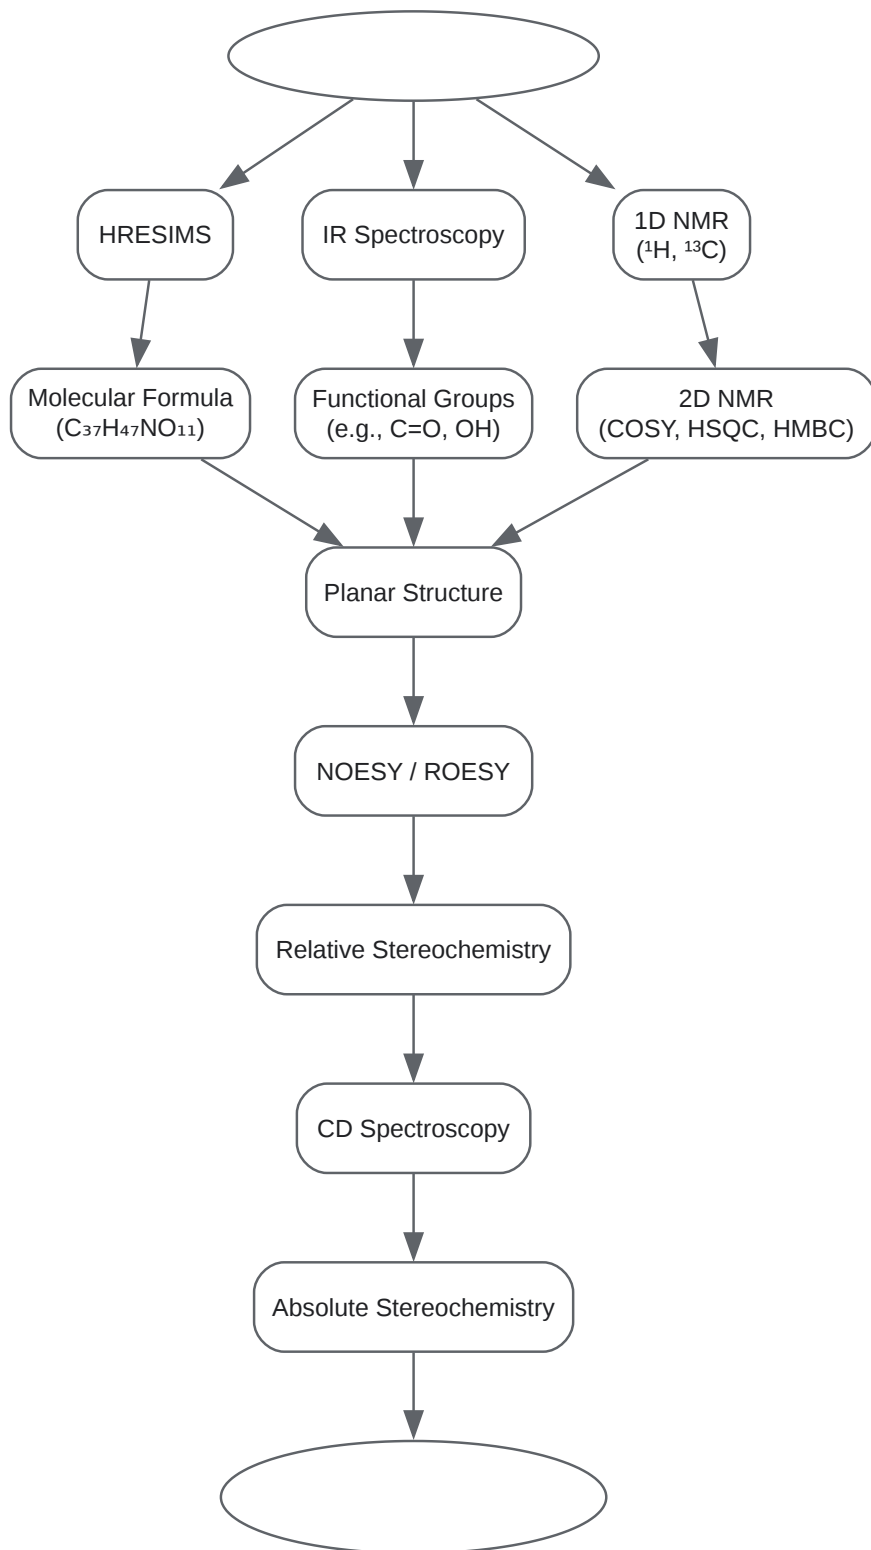 HRESIMS
IR Spectroscopy
1D NMR
(¹H, ¹³C)
Molecular Formula
(C₃₇H₄₇NO₁₁)
Functional Groups
(e.g., C=O, OH)
2D NMR
(COSY, HSQC, HMBC)
Planar Structure
NOESY / ROESY
Relative Stereochemistry
CD Spectroscopy
Absolute Stereochemistry